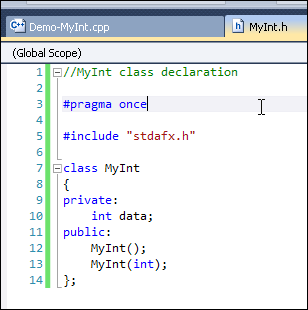 Demo-MyInt.cpp
MyInt.h
(Global Scope)
1 //MyInt class declaration
2
3 #pragma once
4
5 #include "stdafx.h"
6
7 class MyInt
8 {
9 private:
10     int data;
11 public:
12     MyInt();
13     MyInt(int);
14 };